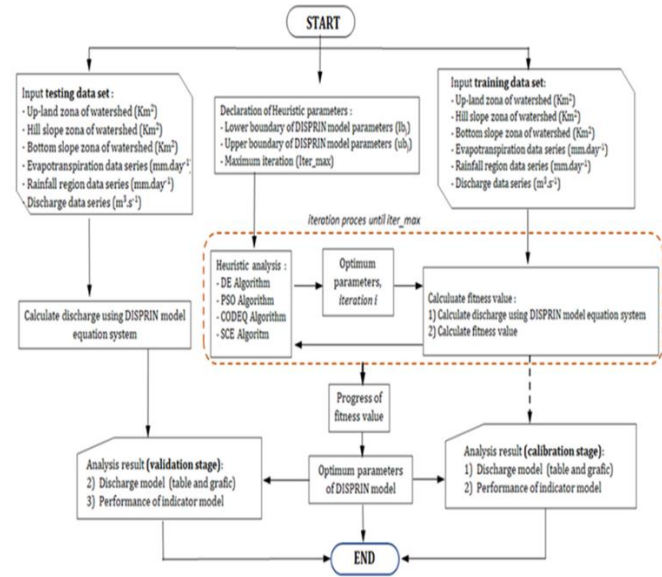 START
Input testing data set :
- Up-land zona of watershed (Km²)
- Hill slope zona of watershed (Km²)
- Bottom slope zona of watershed (Km²)
- Evapotranspiration data series (mm.day⁻¹)
- Rainfall region data series (mm.day⁻¹)
- Discharge data series (m³.s⁻¹)
Declaration of Heuristic parameters :
- Lower boundary of DISPRIN model parameters (lbⱼ)
- Upper boundary of DISPRIN model parameters (ubⱼ)
- Maximum iteration (Iter_max)
Input training data set:
- Up-land zona of watershed (Km²)
- Hill slope zona of watershed (Km²)
- Bottom slope zona of watershed (Km²)
- Evapotranspiration data series (mm.day⁻¹)
- Rainfall region data series (mm.day⁻¹)
- Discharge data series (m³.s⁻¹)
iteration proces until iter_max
Heuristic analysis :
- DE Algorithm
- PSO Algorithm
- CODEQ Algorithm
- SCE Algoritm
Optimum
parameters,
iteration i
Calculuate fitness value :
1) Calculate discharge using DISPRIN model equation system
2) Calculate fitness value
Calculate discharge using DISPRIN model
equation system
Progress of
fitness value
Analysis result (validation stage):
2) Discharge model (table and grafic)
3) Performance of indicator model
Optimum parameters
of DISPRIN model
Analysis result (calibration stage):
1) Discharge model (table and grafic)
2) Performance of indicator model
END